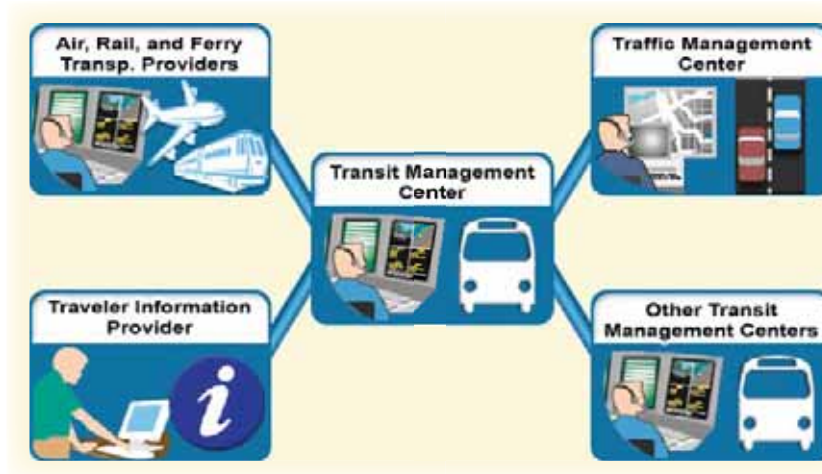 Air, Rail, and Ferry
Transp. Providers
Traffic Management
Center
Transit Management
Center
Traveler Information
Provider
i
Other Transit
Management Centers